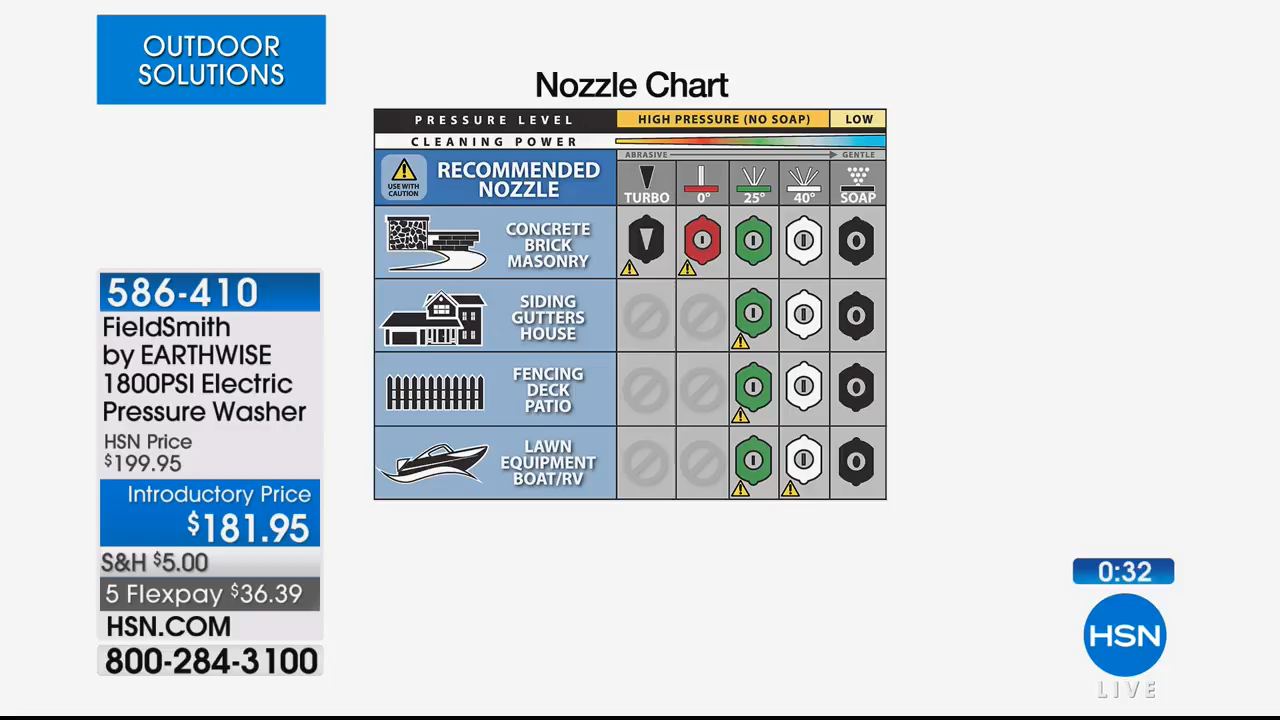 OUTDOOR
SOLUTIONS
Nozzle Chart
PRESSURE LEVEL
HIGH PRESSURE (NO SOAP)
LOW
CLEANING POWER
ABRASIVE
GENTLE
USE WITH
CAUTION
RECOMMENDED
NOZZLE
TURBO
0°
25°
40°
SOAP
CONCRETE
BRICK
MASONRY
SIDING
GUTTERS
HOUSE
FENCING
DECK
PATIO
LAWN
EQUIPMENT
BOAT/RV
586-410
FieldSmith
by EARTHWISE
1800PSI Electric
Pressure Washer
HSN Price
$199.95
Introductory Price
$181.95
S&H $5.00
5 Flexpay $36.39
HSN.COM
800-284-3100
0:32
HSN
LIVE